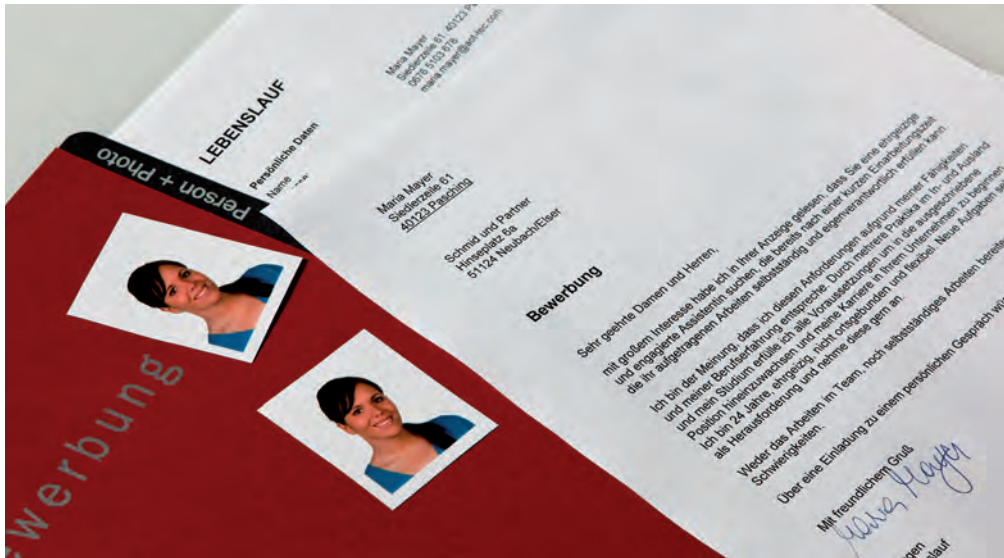 Person + Photo
ewerbung
LEBENSLAUF
Persönliche Daten
Name
Maria Mayer
Siedlerzeile 61, 40123
0676 5103 676
Maria Mayer
Siedlerzeile 61
40123 Pasching
Schmid und Partner
Hinseplatz 6a
51124 Neubach/Elser
Bewerbung
Sehr geehrte Damen und Herren,
mit großem Interesse habe ich in Ihrer Anzeige gelesen, dass Sie eine ehrgeizige
und engagierte Assistentin suchen, die bereits nach einer kurzen Einarbeitungszeit
die ihr aufgetragenen Arbeiten selbstständig und eigenverantwortlich erfüllen kann.
Ich bin der Meinung, dass ich diesen Anforderungen aufgrund meiner Fähigkeiten
und meiner Berufserfahrung entspreche. Durch mehrere Praktika im In- und Ausland
und mein Studium erfülle ich alle Voraussetzungen um in die ausgeschriebene
Position hineinzuwachsen und meine Karriere in Ihrem Unternehmen zu beginnen.
Ich bin 24 Jahre, ehrgeizig, nicht ortsgebunden und flexibel. Neue Aufgaben
als Herausforderung und nehme diese gern an.
Weder das Arbeiten im Team, noch selbstständiges Arbeiten bereite
Schwierigkeiten.
Über eine Einladung zu einem persönlichen Gespräch
Mit freundlichem Gruß
Maria Mayer